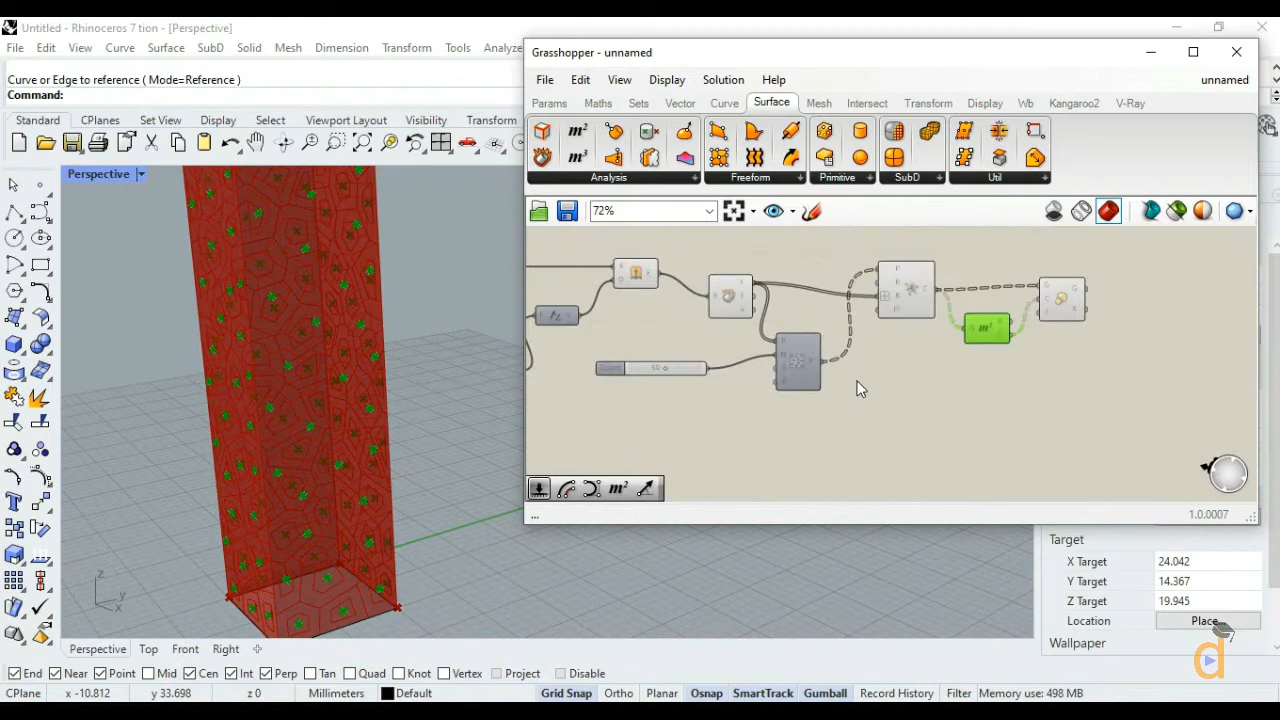 Untitled - Rhinoceros 7 tion - [Perspective]
File Edit View Curve Surface SubD Solid Mesh Dimension Transform Tools Analyze
Curve or Edge to reference ( Mode=Reference )
Command:
Standard CPlanes Set View Display Select Viewport Layout Visibility Transform
Perspective
Grasshopper - unnamed
File Edit View Display Solution Help unnamed
Params Maths Sets Vector Curve Surface Mesh Intersect Transform Display Wb Kangaroo2 V-Ray
m²
m³
Analysis Freeform Primitive SubD Util
72%
50
m²
m²
...
1.0.0007
Target
X Target 24.042
Y Target 14.367
Z Target 19.945
Location Place...
Wallpaper
d
Perspective Top Front Right
End Near Point Mid Cen Int Perp Tan Quad Knot Vertex Project Disable
CPlane x -10.812 y 33.698 z 0 Millimeters Default Grid Snap Ortho Planar Osnap SmartTrack Gumball Record History Filter Memory use: 498 MB
z
y
x